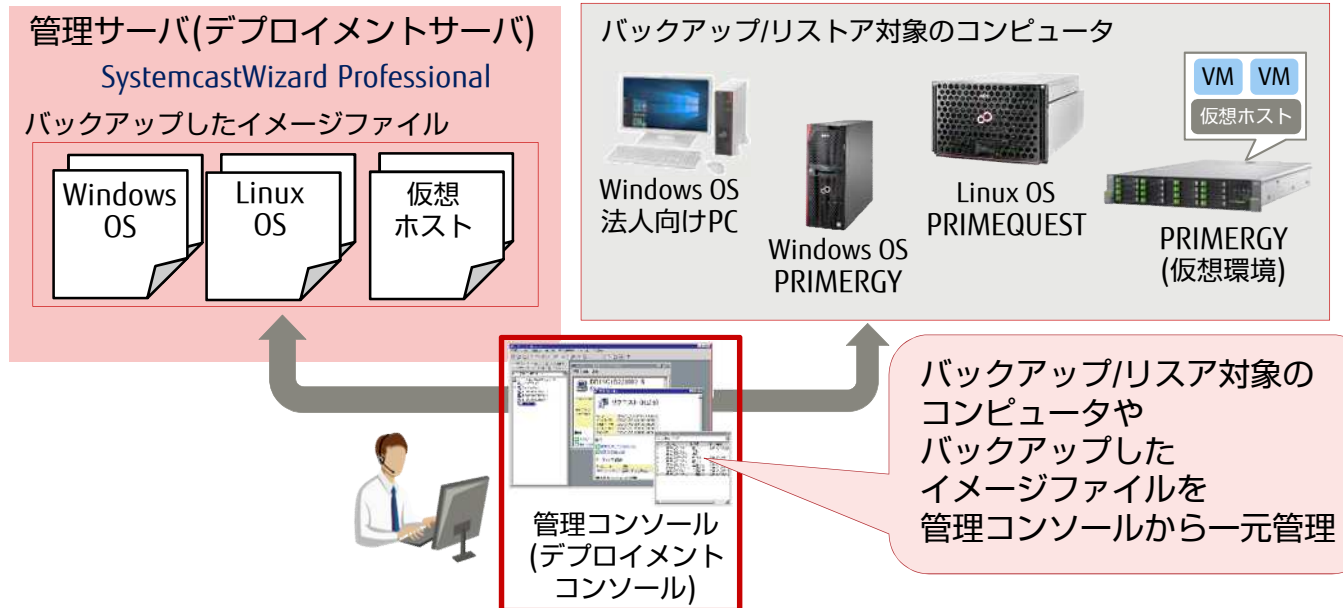 管理サーバ(デプロイメントサーバ)
SystemcastWizard Professional
バックアップしたイメージファイル
Windows
OS
Linux
OS
仮想
ホスト
バックアップ/リストア対象のコンピュータ
Windows OS
法人向けPC
Windows OS
PRIMERGY
Linux OS
PRIMEQUEST
VM VM
仮想ホスト
PRIMERGY
(仮想環境)
管理コンソール
(デプロイメント
コンソール)
バックアップ/リスア対象の
コンピュータや
バックアップした
イメージファイルを
管理コンソールから一元管理